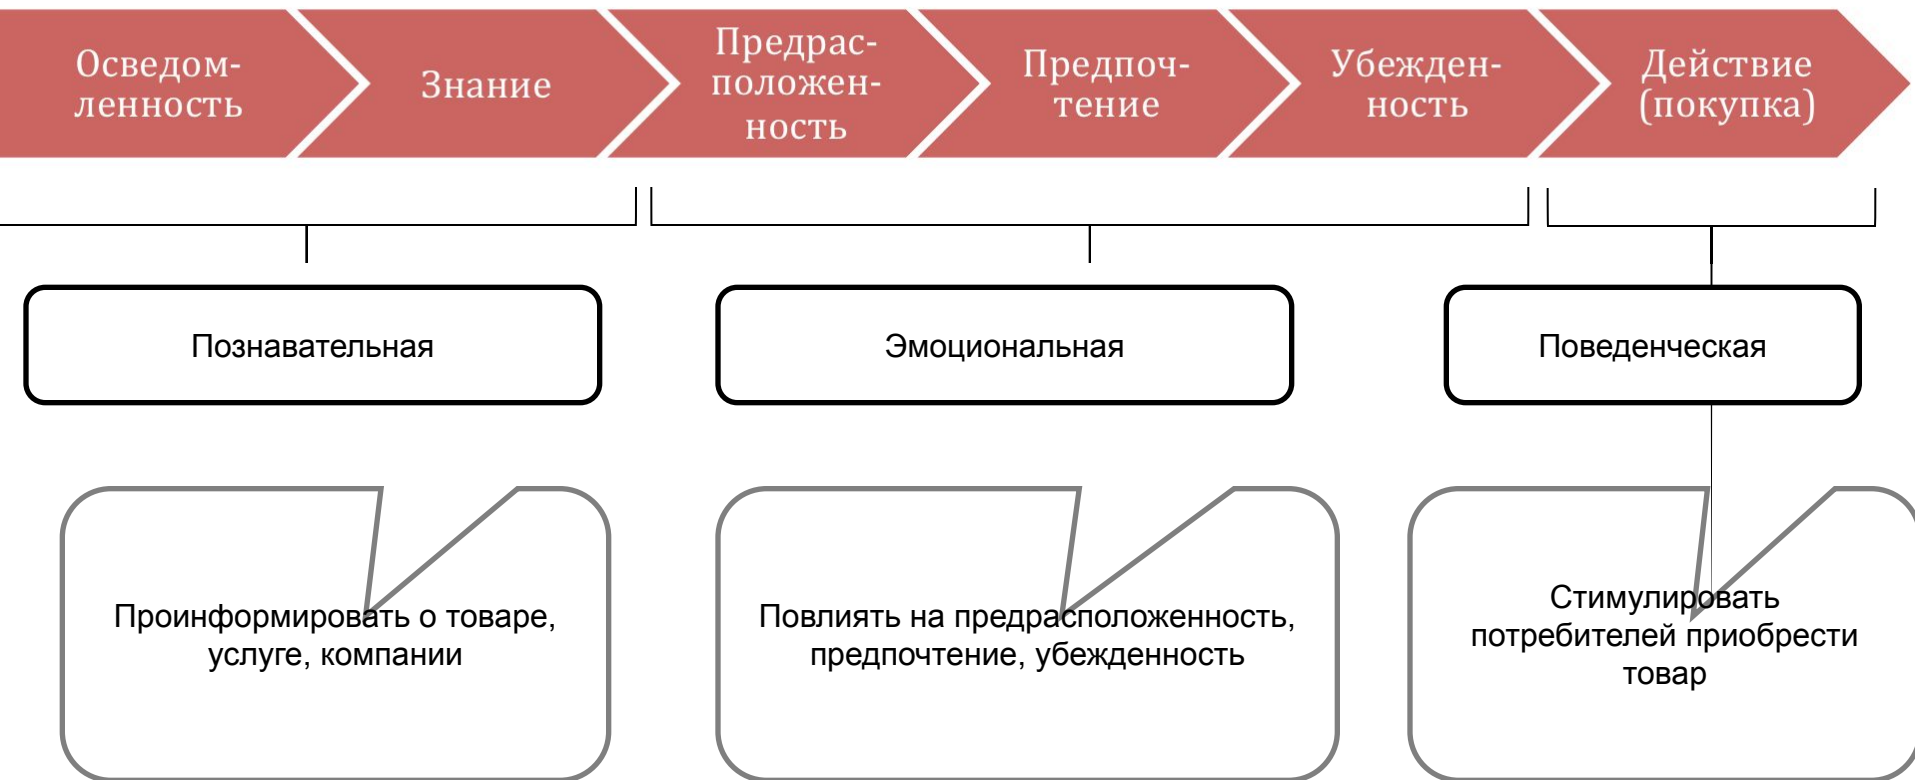 Осведом-
ленность
Знание
Предрас-
положен-
ность
Предпоч-
тение
Убежден-
ность
Действие
(покупка)
Познавательная
Эмоциональная
Поведенческая
Проинформировать о товаре,
услуге, компании
Повлиять на предрасположенность,
предпочтение, убежденность
Стимулировать
потребителей приобрести
товар